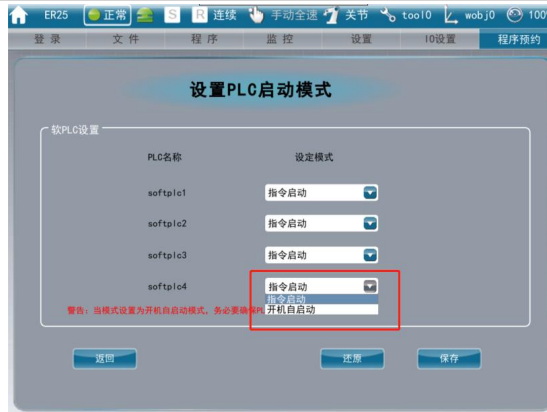 ER25 正常 S R 连续 手动全速 关节 tool0 wobj0 100
登录 文件 程序 监控 设置 IO设置 程序预约
设置PLC启动模式
软PLC设置
PLC名称 设定模式
softplc1 指令启动
softplc2 指令启动
softplc3 指令启动
softplc4 指令启动
指令启动
警告：当模式设置为开机自启动模式，务必要确保PL 开机自启动
返回 还原 保存